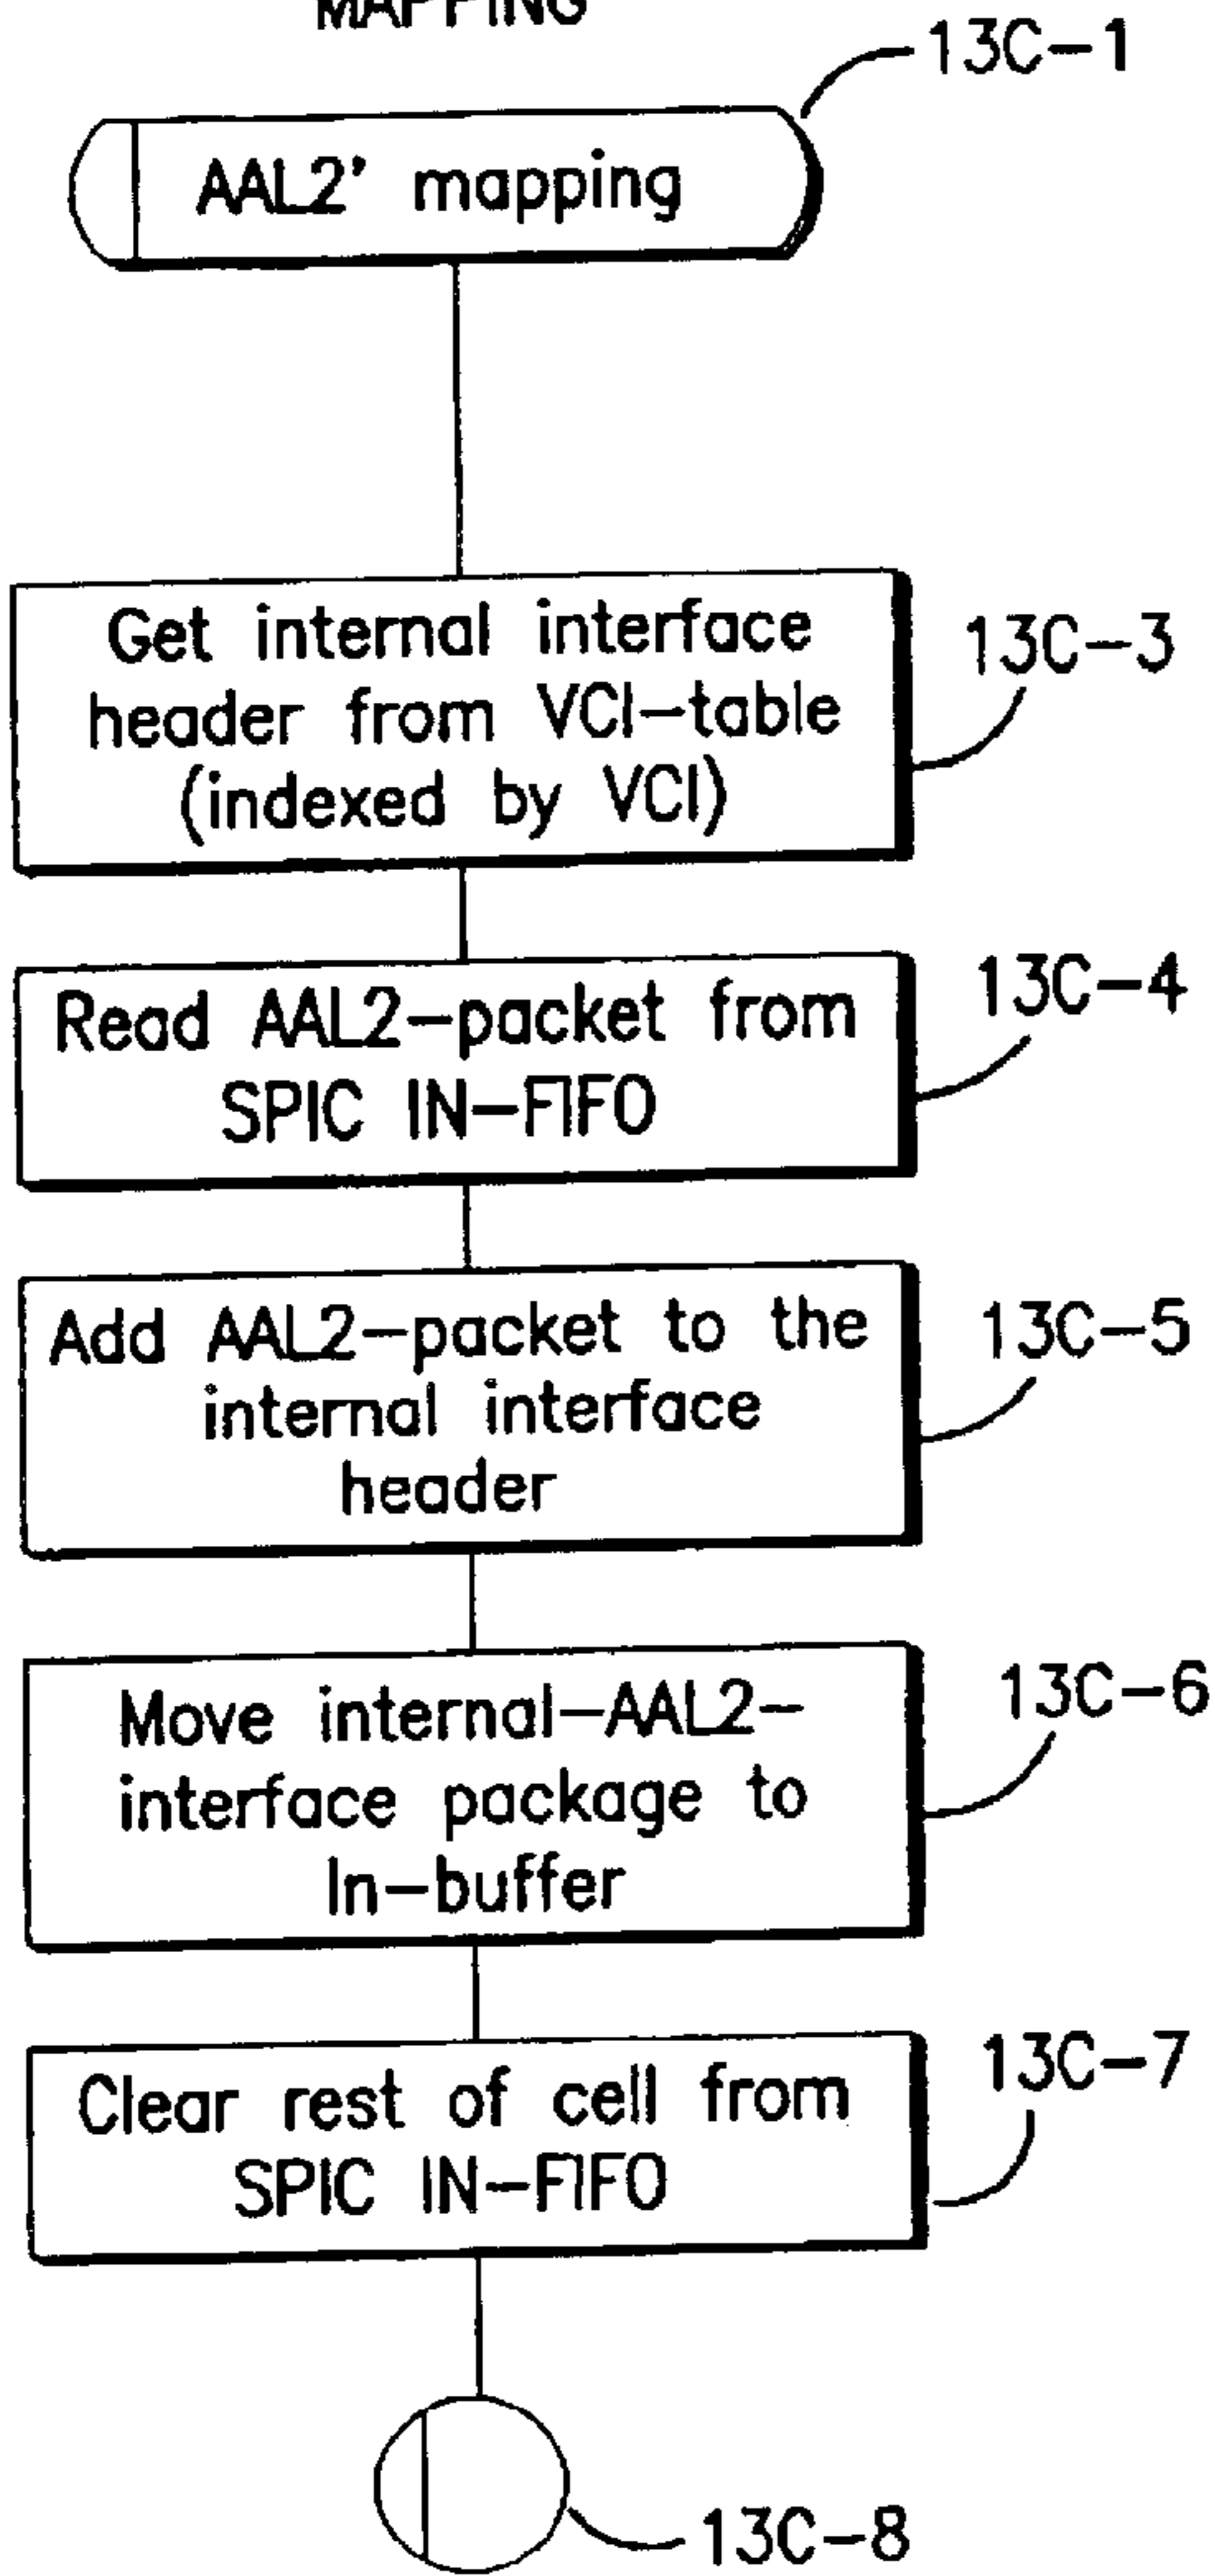 MAPPING
13C-1
AAL2' mapping
Get internal interface
header from VCI-table
(indexed by VCI)
13C-3
Read AAL2-packet from
SPIC IN-FIFO
13C-4
Add AAL2-packet to the
internal interface
header
13C-5
Move internal-AAL2-
interface package to
In-buffer
13C-6
Clear rest of cell from
SPIC IN-FIFO
13C-7
13C-8